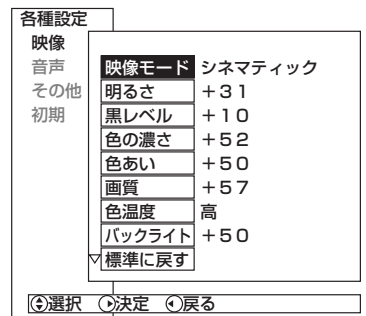 各種設定
映像
音声
その他
初期
映像モード シネマティック
明るさ +31
黒レベル +10
色の濃さ +52
色あい +50
画質 +57
色温度 高
バックライト +50
▽標準に戻す
選択 決定 戻る